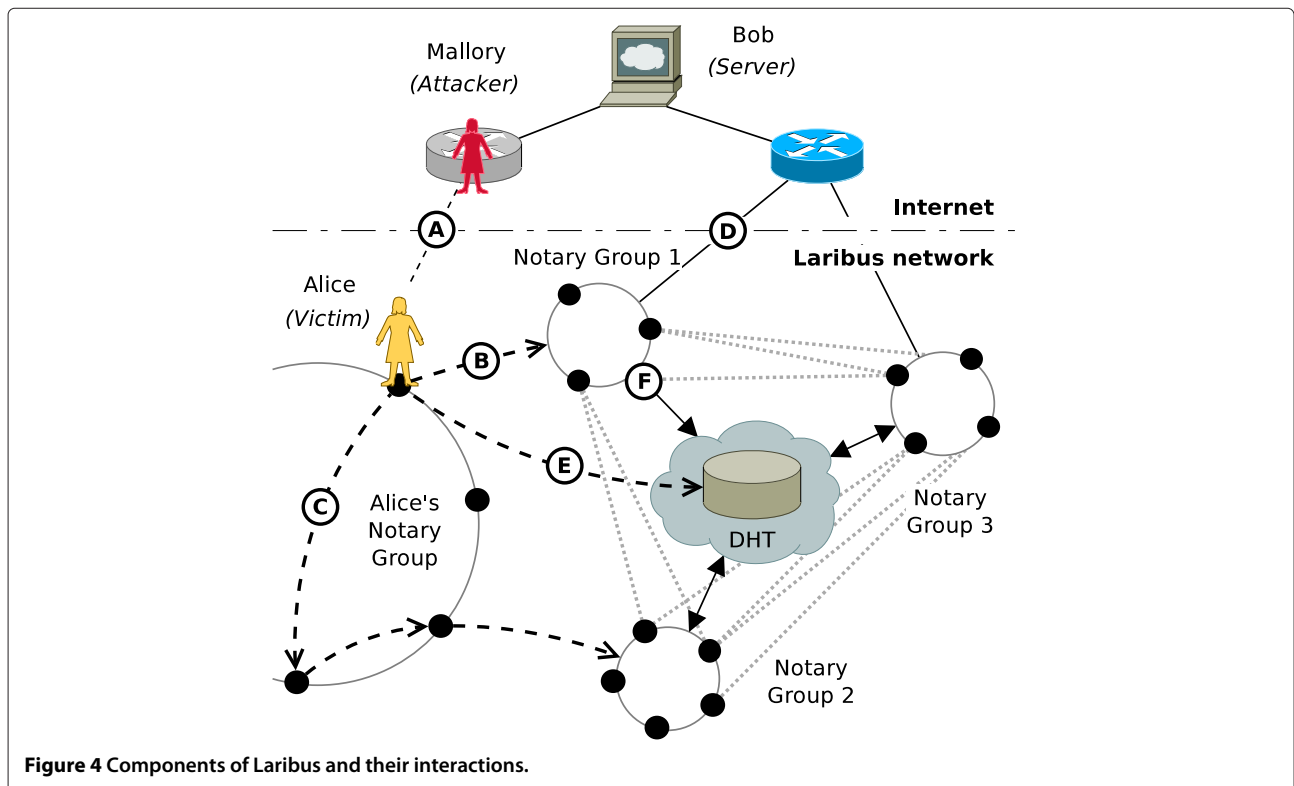 Mallory
(Attacker)
Bob
(Server)
A
D
Internet
Laribus network
Notary Group 1
Alice
(Victim)
B
F
E
C
Alice's
Notary
Group
DHT
Notary
Group 3
Notary
Group 2
Figure 4 Components of Laribus and their interactions.